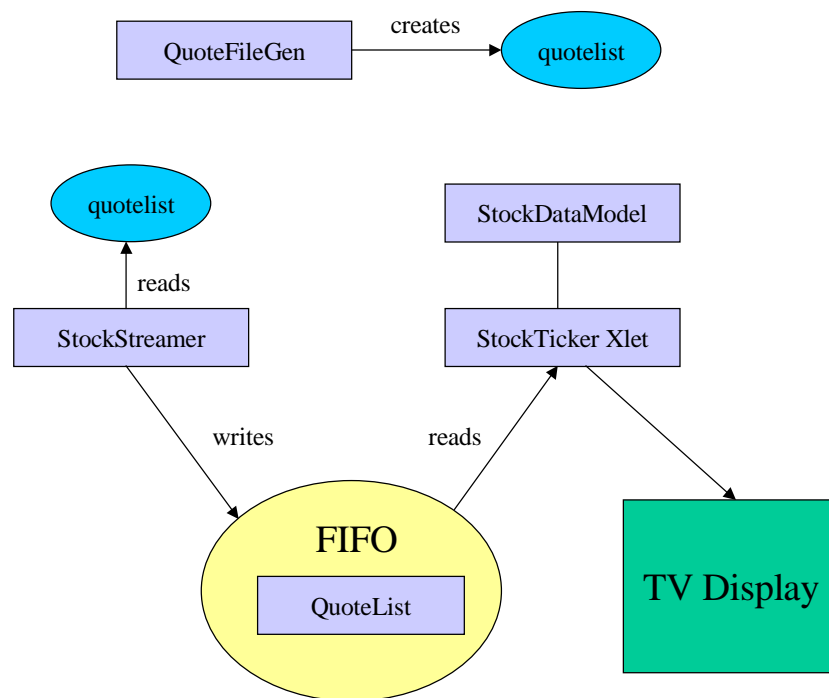 creates
QuoteFileGen
quotelist
quotelist
StockDataModel
reads
StockStreamer
StockTicker Xlet
writes
reads
FIFO
QuoteList
TV Display